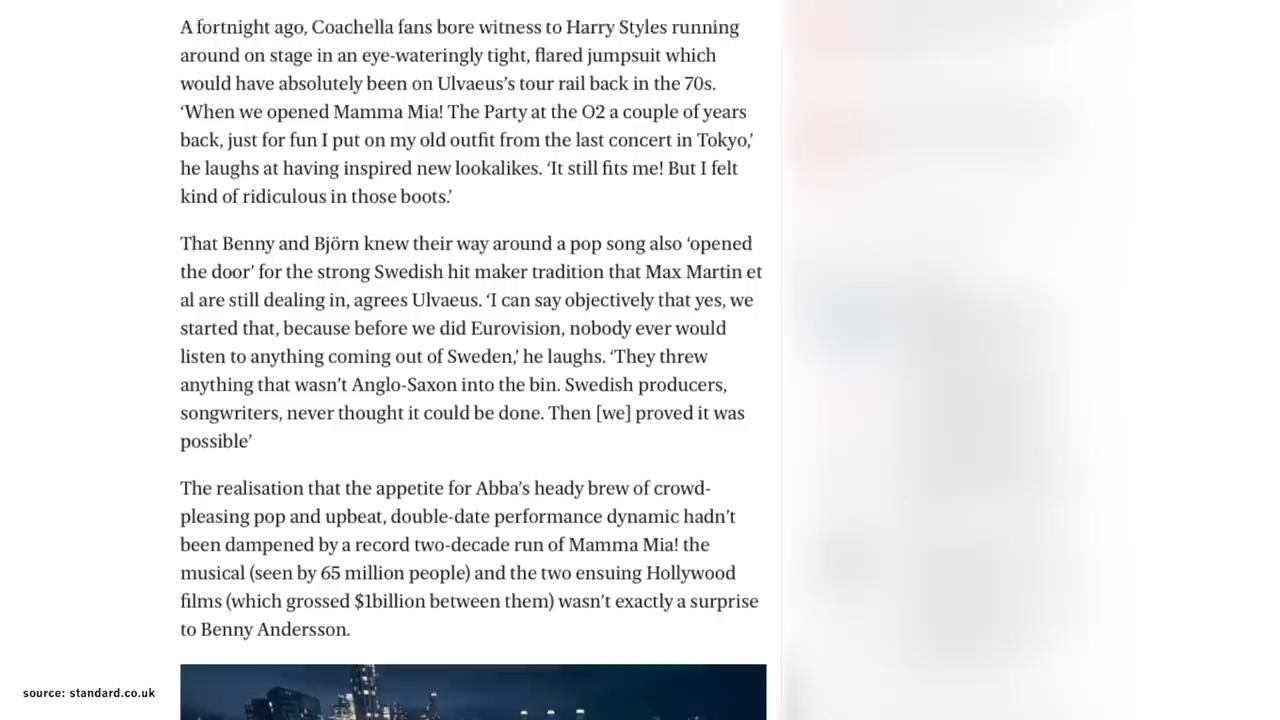 A fortnight ago, Coachella fans bore witness to Harry Styles running
around on stage in an eye-wateringly tight, flared jumpsuit which
would have absolutely been on Ulvaeus’s tour rail back in the 70s.
‘When we opened Mamma Mia! The Party at the O2 a couple of years
back, just for fun I put on my old outfit from the last concert in Tokyo,’
he laughs at having inspired new lookalikes. ‘It still fits me! But I felt
kind of ridiculous in those boots.’
That Benny and Björn knew their way around a pop song also ‘opened
the door’ for the strong Swedish hit maker tradition that Max Martin et
al are still dealing in, agrees Ulvaeus. ‘I can say objectively that yes, we
started that, because before we did Eurovision, nobody ever would
listen to anything coming out of Sweden,’ he laughs. ‘They threw
anything that wasn’t Anglo-Saxon into the bin. Swedish producers,
songwriters, never thought it could be done. Then [we] proved it was
possible’
The realisation that the appetite for Abba’s heady brew of crowd-
pleasing pop and upbeat, double-date performance dynamic hadn’t
been dampened by a record two-decade run of Mamma Mia! the
musical (seen by 65 million people) and the two ensuing Hollywood
films (which grossed $1billion between them) wasn’t exactly a surprise
to Benny Andersson.
source: standard.co.uk